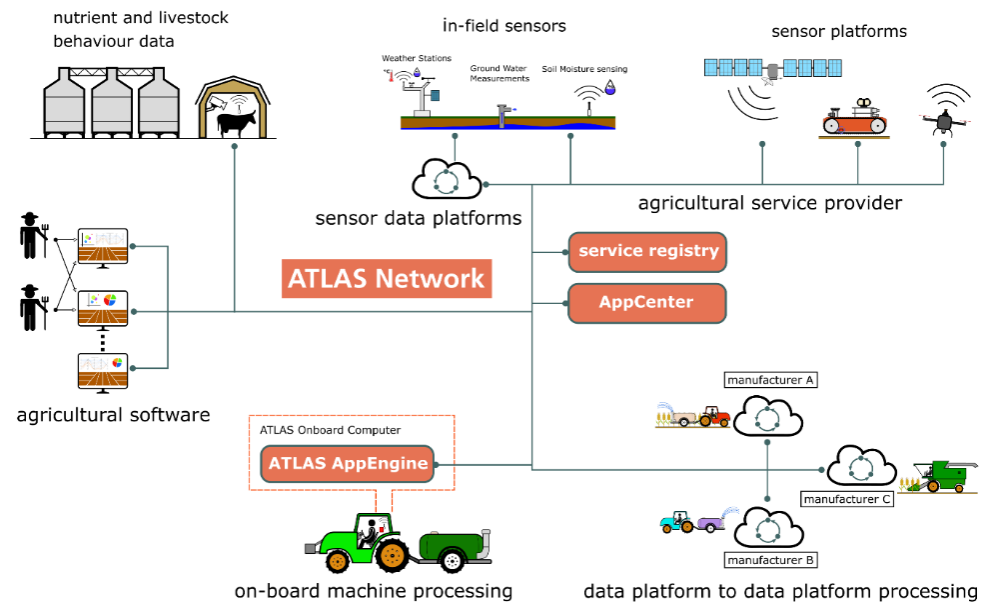 nutrient and livestock
behaviour data
in-field sensors
sensor platforms
Weather Stations
°C
Ground Water
Measurements
Soil Moisture sensing
sensor data platforms
agricultural service provider
service registry
ATLAS Network
AppCenter
agricultural software
manufacturer A
ATLAS Onboard Computer
ATLAS AppEngine
manufacturer C
manufacturer B
on-board machine processing
data platform to data platform processing